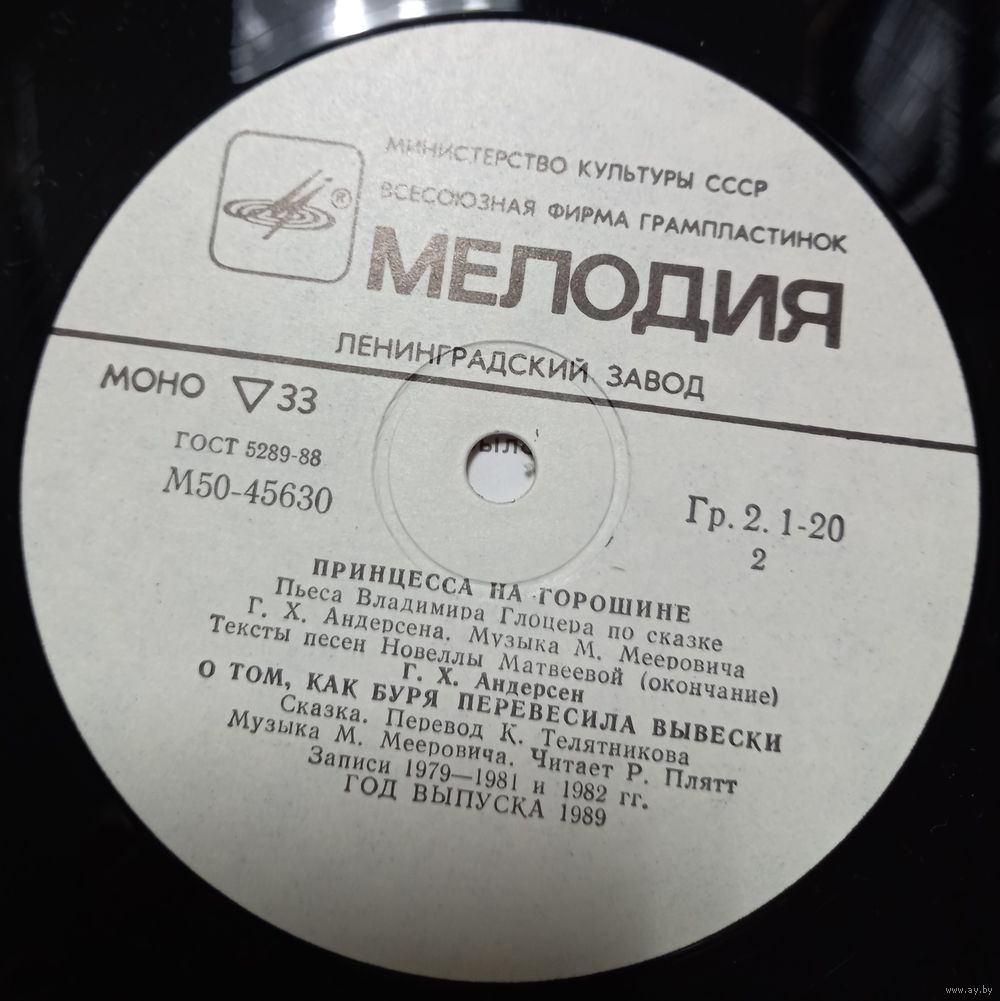 МИНИСТЕРСТВО КУЛЬТУРЫ СССР
ВСЕСОЮЗНАЯ ФИРМА ГРАМПЛАСТИНОК
®
МЕЛОДИЯ
ЛЕНИНГРАДСКИЙ ЗАВОД
МОНО ▽ 33
ГОСТ 5289-88
М50-45630
Гр. 2. 1-20
2
ПРИНЦЕССА НА ГОРОШИНЕ
Пьеса Владимира Глоцера по сказке
Г. Х. Андерсена. Музыка М. Мееровича
Тексты песен Новеллы Матвеевой (окончание)
Г. Х. Андерсен
О ТОМ, КАК БУРЯ ПЕРЕВЕСИЛА ВЫВЕСКИ
Сказка. Перевод К. Телятникова
Музыка М. Мееровича. Читает Р. Плятт
Записи 1979—1981 и 1982 гг.
ГОД ВЫПУСКА 1989
www.ay.by